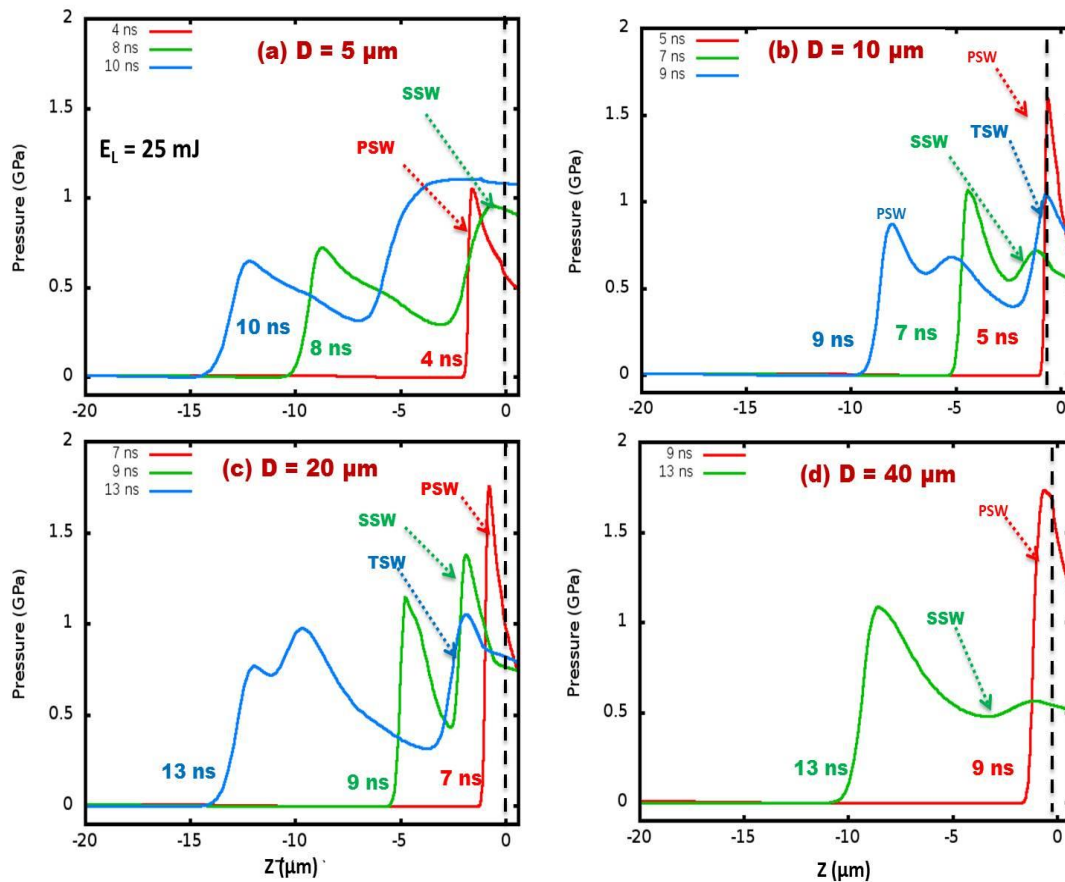 4 ns
8 ns
10 ns
(a) D = 5 µm
SSW
PSW
E_L = 25 mJ
10 ns
8 ns
4 ns
Pressure (GPa)
2
1.5
1
0.5
0
-20
-15
-10
-5
0
5 ns
7 ns
9 ns
(b) D = 10 µm
PSW
TSW
SSW
PSW
9 ns
7 ns
5 ns
Pressure (GPa)
2
1.5
1
0.5
0
-20
-15
-10
-5
0
7 ns
9 ns
13 ns
(c) D = 20 µm
PSW
SSW
TSW
13 ns
9 ns
7 ns
Pressure (GPa)
2
1.5
1
0.5
0
-20
-15
-10
-5
0
Z (µm)
9 ns
13 ns
(d) D = 40 µm
PSW
SSW
13 ns
9 ns
Pressure (GPa)
2
1.5
1
0.5
0
-20
-15
-10
-5
0
Z (µm)